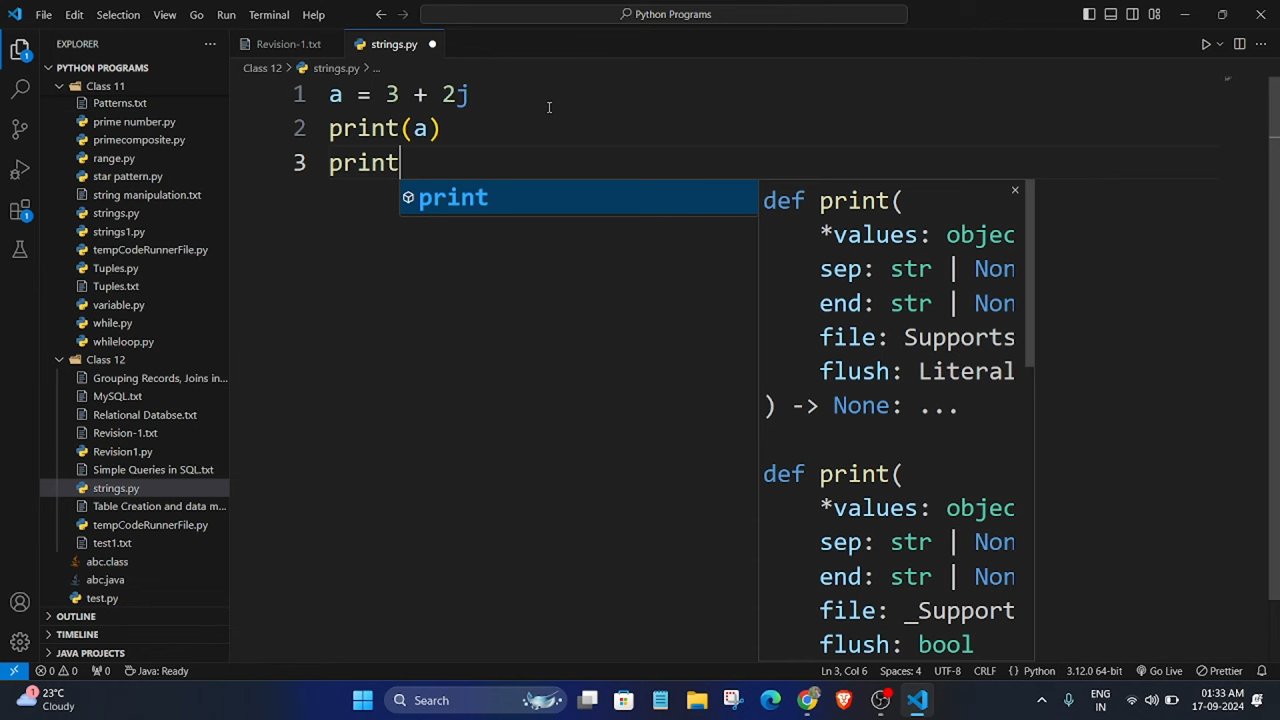 File Edit Selection View Go Run Terminal Help Python Programs
EXPLORER Revision-1.txt strings.py
PYTHON PROGRAMS Class 12 > strings.py > ...
Class 11
Patterns.txt
prime number.py
primecomposite.py
range.py
star pattern.py
string manipulation.txt
strings.py
strings1.py
tempCodeRunnerFile.py
Tuples.py
Tuples.txt
variable.py
while.py
whileloop.py
Class 12
Grouping Records, Joins in...
MySQL.txt
Relational Databse.txt
Revision-1.txt
Revision1.py
Simple Queries in SQL.txt
strings.py
Table Creation and data m...
tempCodeRunnerFile.py
test1.txt
abc.class
abc.java
test.py
OUTLINE
TIMELINE
JAVA PROJECTS
1 a = 3 + 2j
2 print(a)
3 print
print
def print(
*values: objec
sep: str | Non
end: str | Non
file: Supports
flush: Literal
) -> None: ...
def print(
*values: objec
sep: str | Non
end: str | Non
file: _Support
flush: bool
0 0 0 Java: Ready Ln 3, Col 6 Spaces: 4 UTF-8 CRLF {} Python 3.12.0 64-bit Go Live Prettier
1 23°C Cloudy Search ENG IN 01:33 AM 17-09-2024